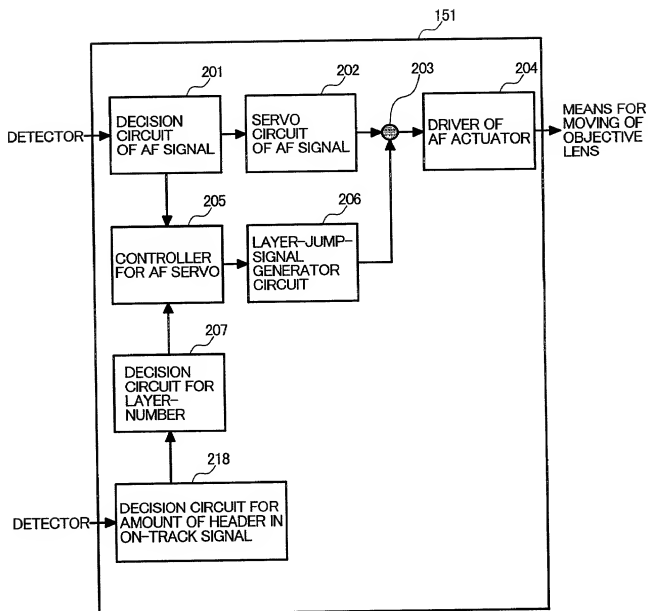 151
201
202
203
204
DETECTOR
DECISION
CIRCUIT
OF AF SIGNAL
SERVO
CIRCUIT
OF AF SIGNAL
DRIVER OF
AF ACTUATOR
MEANS FOR
MOVING OF
OBJECTIVE
LENS
205
206
CONTROLLER
FOR AF SERVO
LAYER-JUMP-
SIGNAL
GENERATOR
CIRCUIT
207
DECISION
CIRCUIT FOR
LAYER-
NUMBER
218
DETECTOR
DECISION CIRCUIT FOR
AMOUNT OF HEADER IN
ON-TRACK SIGNAL